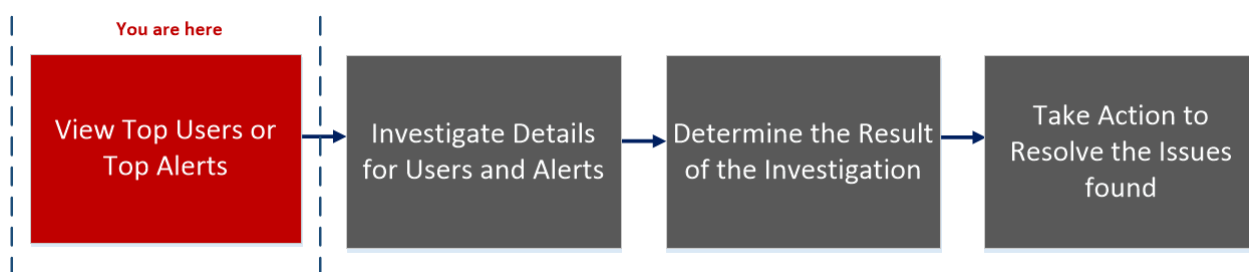 You are here
View Top Users or
Top Alerts
Investigate Details
for Users and Alerts
Determine the Result
of the Investigation
Take Action to
Resolve the Issues
found